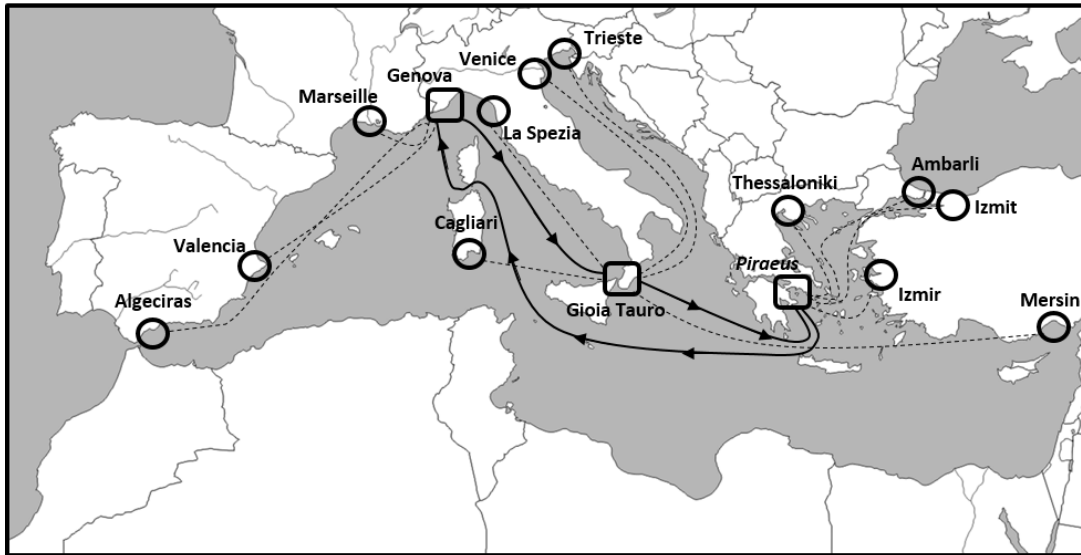 Trieste
Venice
Genova
Marseille
La Spezia
Ambarli
Thessaloniki
Izmit
Cagliari
Valencia
Piraeus
Izmir
Algeciras
Gioia Tauro
Mersin